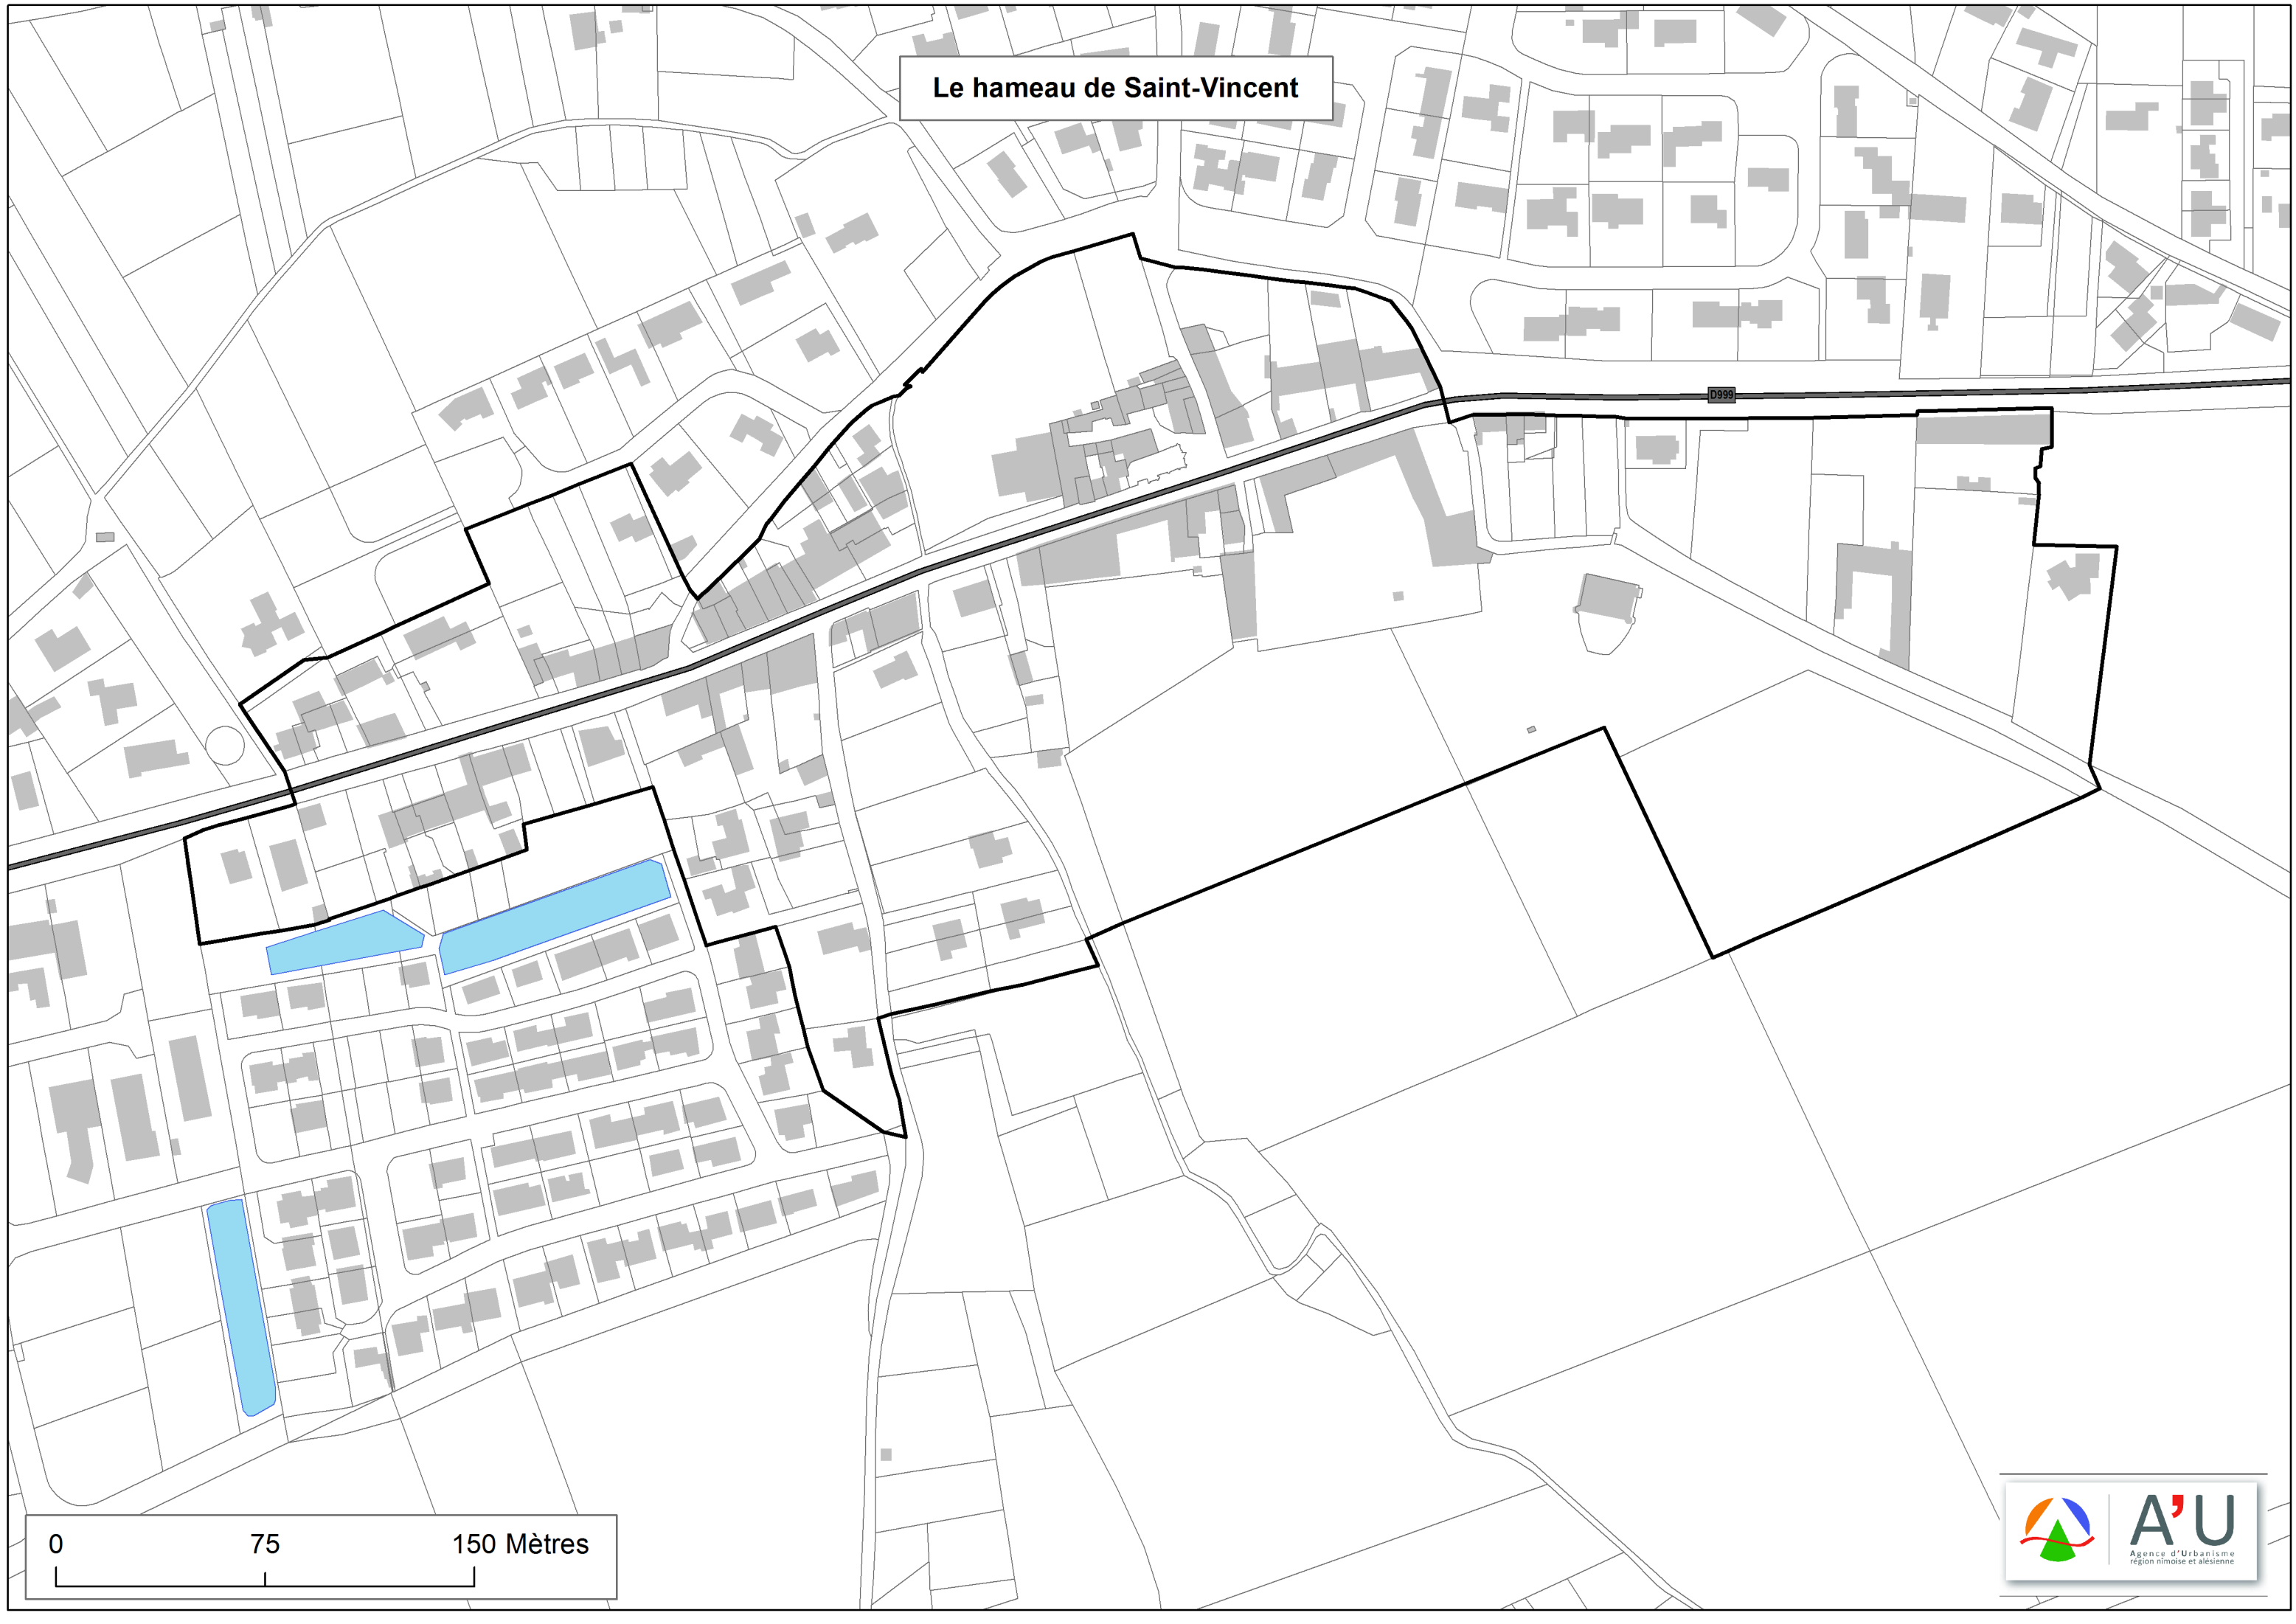 Le hameau de Saint-Vincent
D999
0 75 150 Mètres
A'U
Agence d'Urbanisme
région nîmoise et alésienne